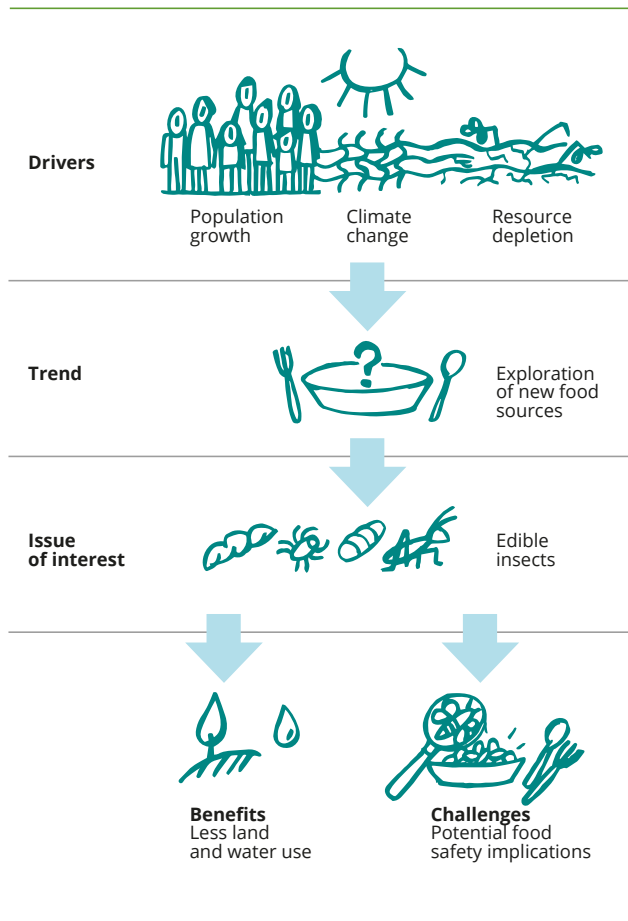 Drivers
Population
growth
Climate
change
Resource
depletion
Trend
?
Exploration
of new food
sources
Issue
of interest
Edible
insects
Benefits
Less land
and water use
Challenges
Potential food
safety implications